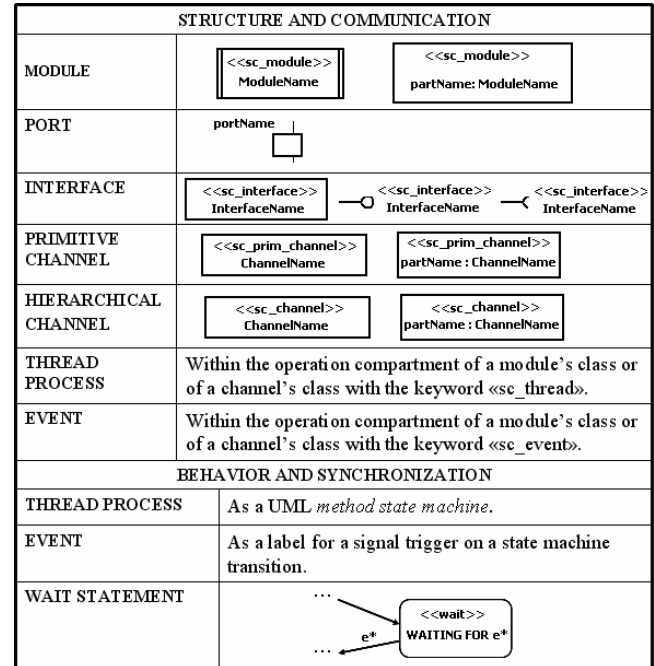 STRUCTURE AND COMMUNICATION
MODULE
<<sc_module>>
ModuleName
<<sc_module>>
partName: ModuleName
PORT
portName
INTERFACE
<<sc_interface>>
InterfaceName
<<sc_interface>>
InterfaceName
<<sc_interface>>
InterfaceName
PRIMITIVE
CHANNEL
<<sc_prim_channel>>
ChannelName
<<sc_prim_channel>>
partName : ChannelName
HIERARCHICAL
CHANNEL
<<sc_channel>>
ChannelName
<<sc_channel>>
partName : ChannelName
THREAD
PROCESS
Within the operation compartment of a module’s class or
of a channel’s class with the keyword «sc_thread».
EVENT
Within the operation compartment of a module’s class or
of a channel’s class with the keyword «sc_event».
BEHAVIOR AND SYNCHRONIZATION
THREAD PROCESS
As a UML method state machine.
EVENT
As a label for a signal trigger on a state machine
transition.
WAIT STATEMENT
...
<<wait>>
WAITING FOR e*
e*
...